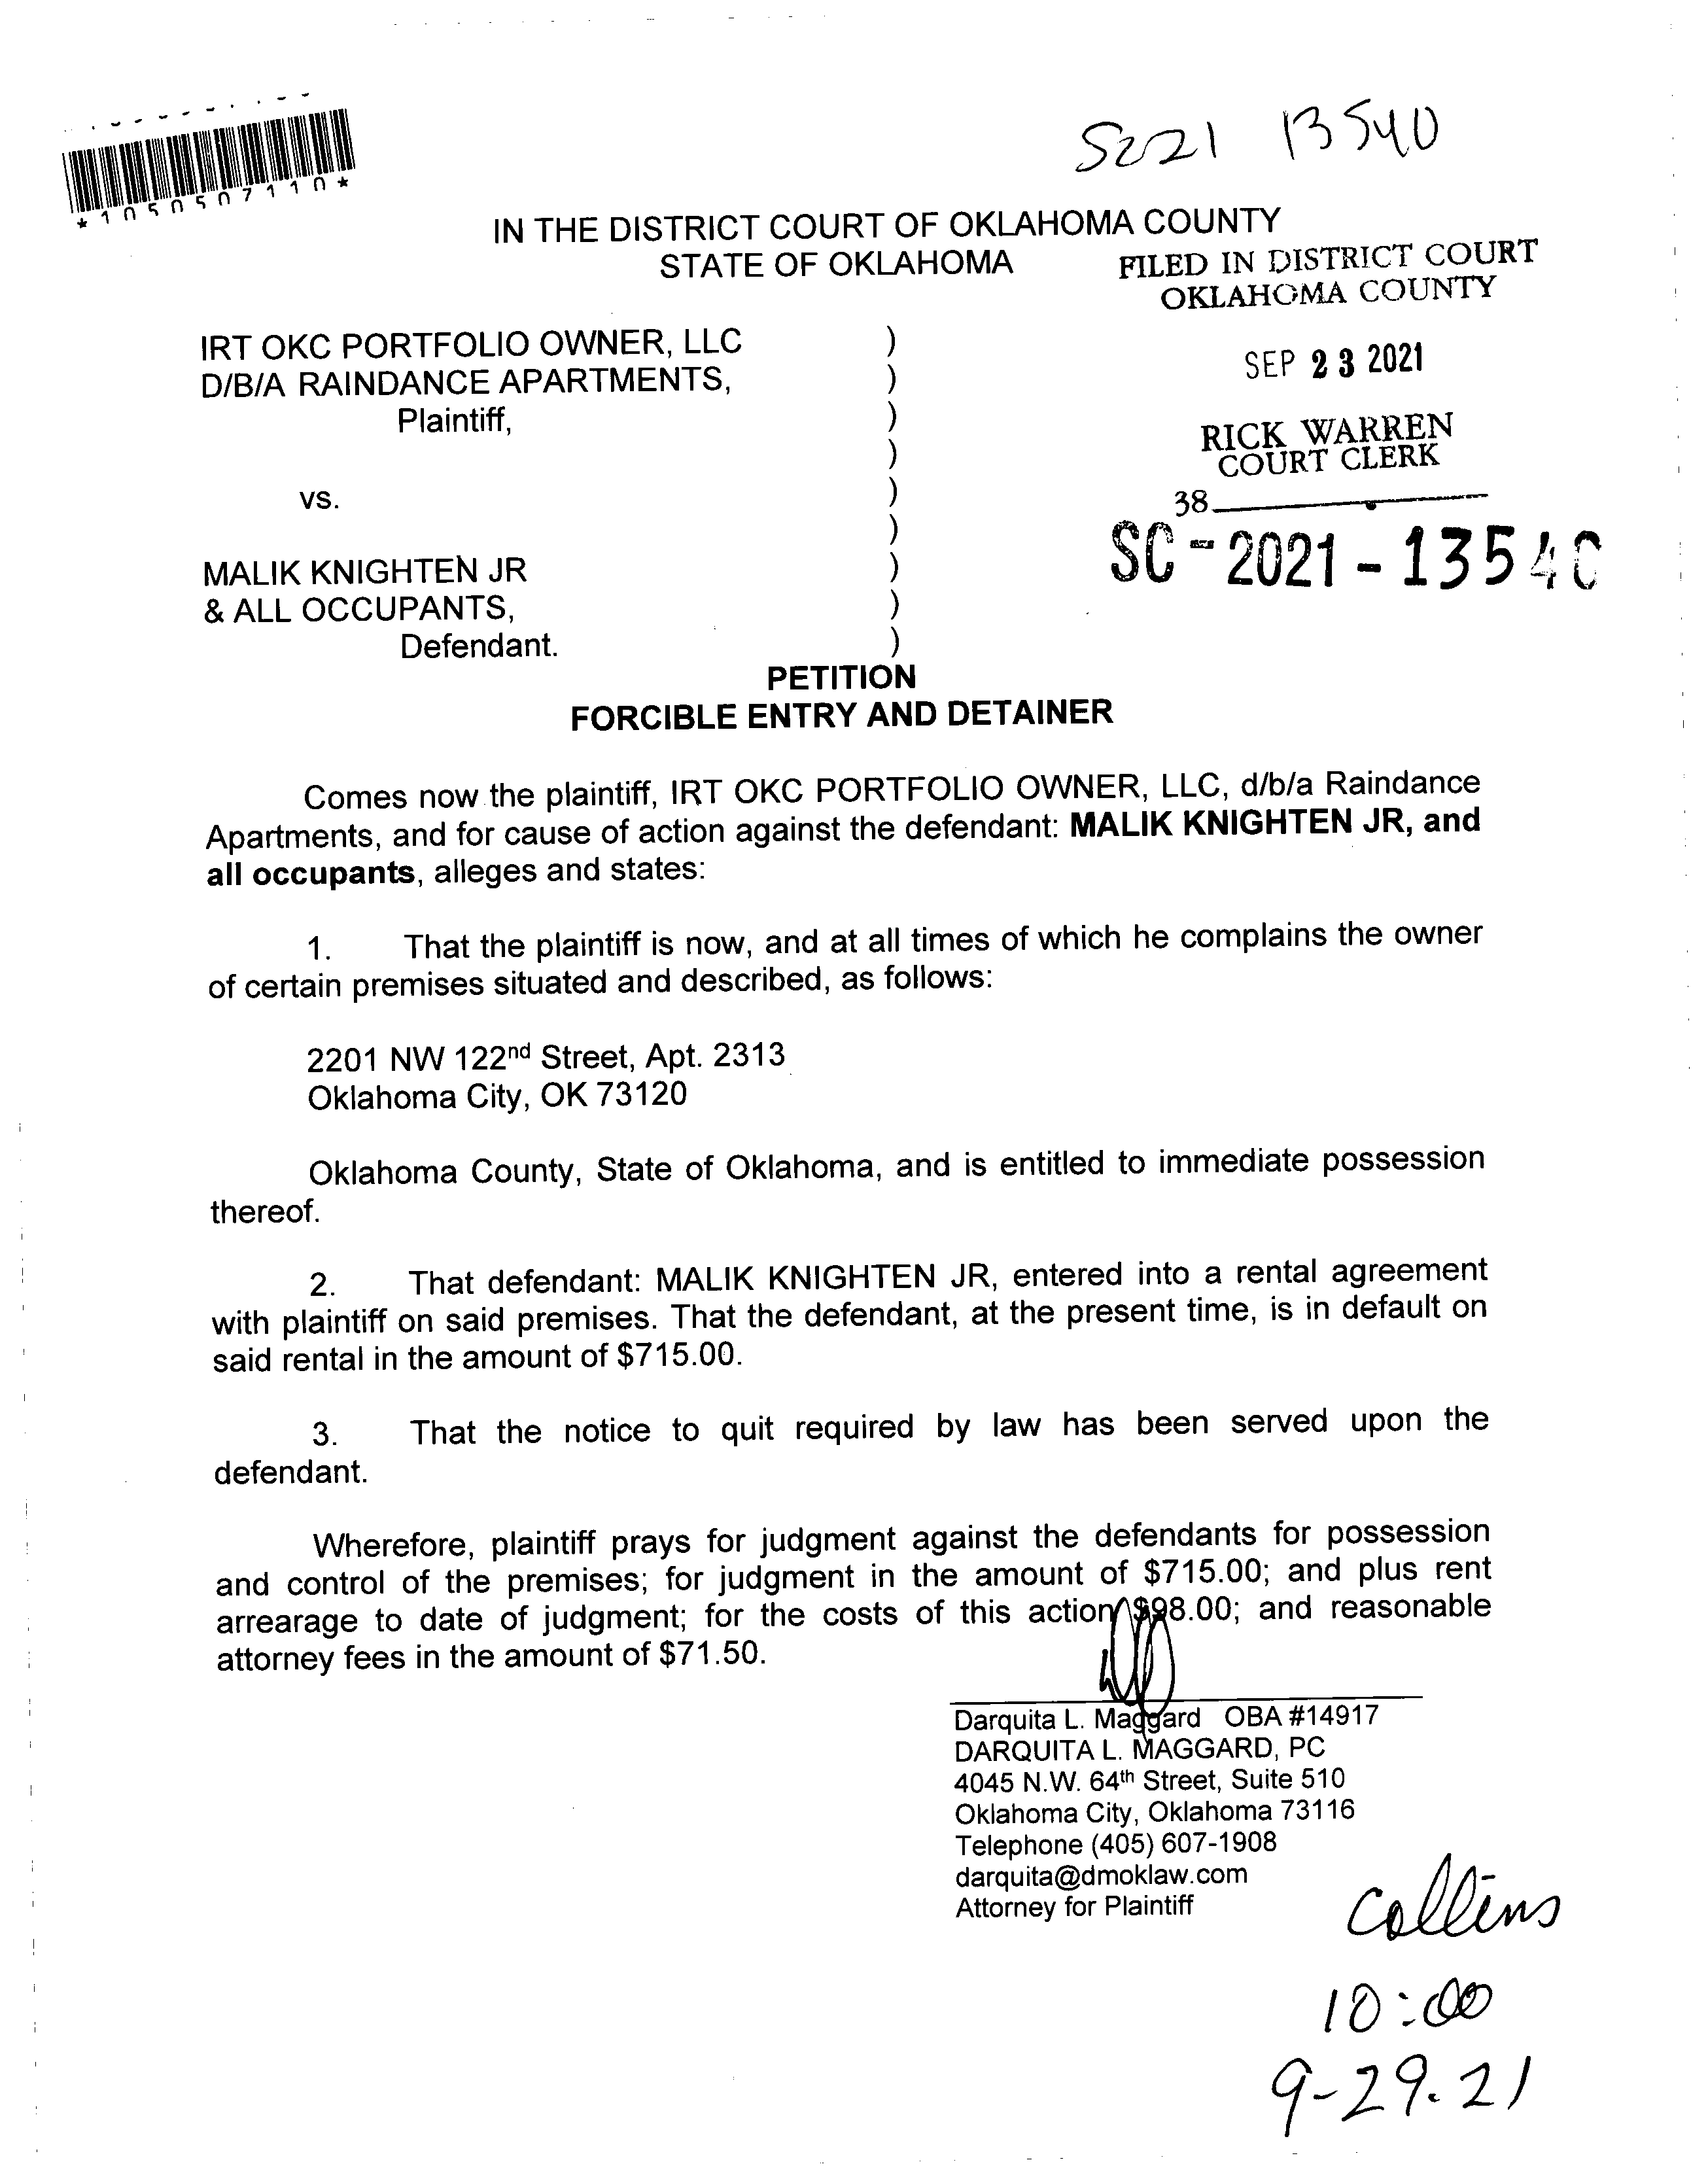 *1050507110*
SC21 13540
IN THE DISTRICT COURT OF OKLAHOMA COUNTY
STATE OF OKLAHOMA
FILED IN DISTRICT COURT
OKLAHOMA COUNTY
SEP 23 2021
RICK WARREN
COURT CLERK
38
SC-2021-13540
IRT OKC PORTFOLIO OWNER, LLC )
D/B/A RAINDANCE APARTMENTS, )
Plaintiff, )
)
vs. )
)
MALIK KNIGHTEN JR )
& ALL OCCUPANTS, )
Defendant. )
PETITION
FORCIBLE ENTRY AND DETAINER
Comes now the plaintiff, IRT OKC PORTFOLIO OWNER, LLC, d/b/a Raindance
Apartments, and for cause of action against the defendant: MALIK KNIGHTEN JR, and
all occupants, alleges and states:
1. That the plaintiff is now, and at all times of which he complains the owner
of certain premises situated and described, as follows:
2201 NW 122nd Street, Apt. 2313
Oklahoma City, OK 73120
Oklahoma County, State of Oklahoma, and is entitled to immediate possession
thereof.
2. That defendant: MALIK KNIGHTEN JR, entered into a rental agreement
with plaintiff on said premises. That the defendant, at the present time, is in default on
said rental in the amount of $715.00.
3. That the notice to quit required by law has been served upon the
defendant.
Wherefore, plaintiff prays for judgment against the defendants for possession
and control of the premises; for judgment in the amount of $715.00; and plus rent
arrearage to date of judgment; for the costs of this action $98.00; and reasonable
attorney fees in the amount of $71.50.
Darquita L. Maggard OBA #14917
DARQUITA L. MAGGARD, PC
4045 N.W. 64th Street, Suite 510
Oklahoma City, Oklahoma 73116
Telephone (405) 607-1908
darquita@dmoklaw.com
Attorney for Plaintiff
Collins
10:00
9-29.21